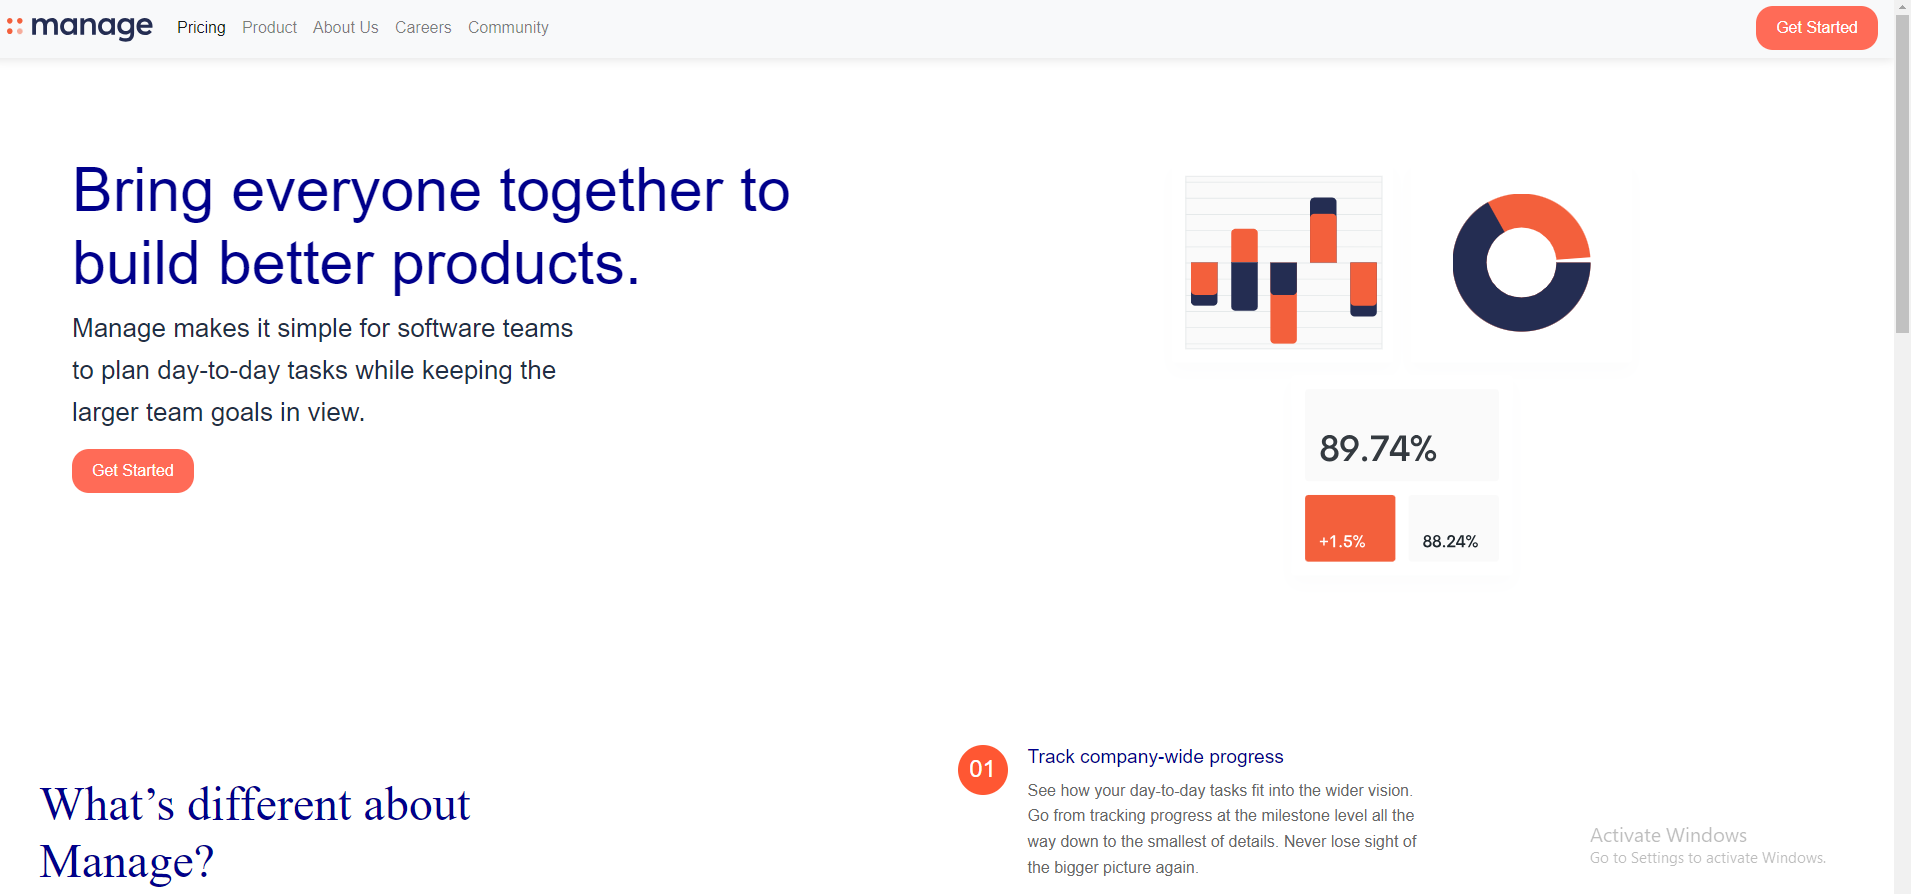 manage Pricing Product About Us Careers Community Get Started
Bring everyone together to
build better products.
Manage makes it simple for software teams
to plan day-to-day tasks while keeping the
larger team goals in view.
Get Started
89.74%
+1.5% 88.24%
What’s different about
Manage?
01 Track company-wide progress
See how your day-to-day tasks fit into the wider vision.
Go from tracking progress at the milestone level all the
way down to the smallest of details. Never lose sight of
the bigger picture again.
Activate Windows
Go to Settings to activate Windows.